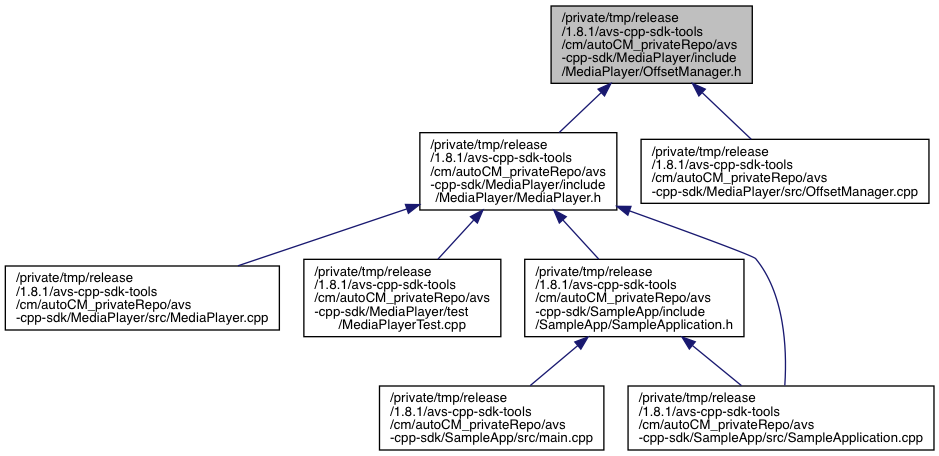 /private/tmp/release
/1.8.1/avs-cpp-sdk-tools
/cm/autoCM_privateRepo/avs
-cpp-sdk/MediaPlayer/include
/MediaPlayer/OffsetManager.h
/private/tmp/release
/1.8.1/avs-cpp-sdk-tools
/cm/autoCM_privateRepo/avs
-cpp-sdk/MediaPlayer/include
/MediaPlayer/MediaPlayer.h
/private/tmp/release
/1.8.1/avs-cpp-sdk-tools
/cm/autoCM_privateRepo/avs
-cpp-sdk/MediaPlayer/src/OffsetManager.cpp
/private/tmp/release
/1.8.1/avs-cpp-sdk-tools
/cm/autoCM_privateRepo/avs
-cpp-sdk/MediaPlayer/src/MediaPlayer.cpp
/private/tmp/release
/1.8.1/avs-cpp-sdk-tools
/cm/autoCM_privateRepo/avs
-cpp-sdk/MediaPlayer/test
/MediaPlayerTest.cpp
/private/tmp/release
/1.8.1/avs-cpp-sdk-tools
/cm/autoCM_privateRepo/avs
-cpp-sdk/SampleApp/include
/SampleApp/SampleApplication.h
/private/tmp/release
/1.8.1/avs-cpp-sdk-tools
/cm/autoCM_privateRepo/avs
-cpp-sdk/SampleApp/src/main.cpp
/private/tmp/release
/1.8.1/avs-cpp-sdk-tools
/cm/autoCM_privateRepo/avs
-cpp-sdk/SampleApp/src/SampleApplication.cpp